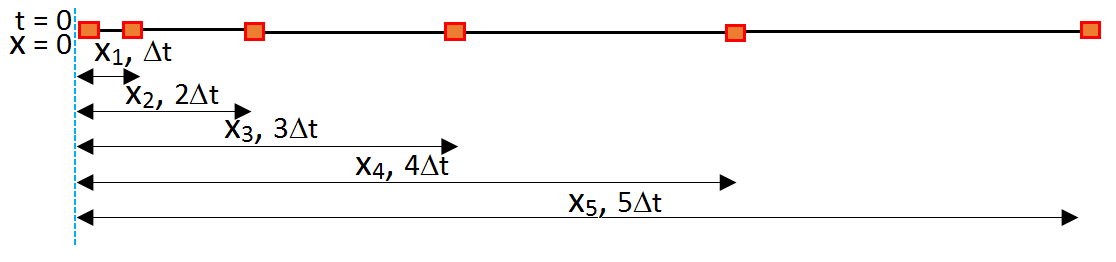 t = 0
x = 0
x₁, Δt
x₂, 2Δt
x₃, 3Δt
x₄, 4Δt
x₅, 5Δt